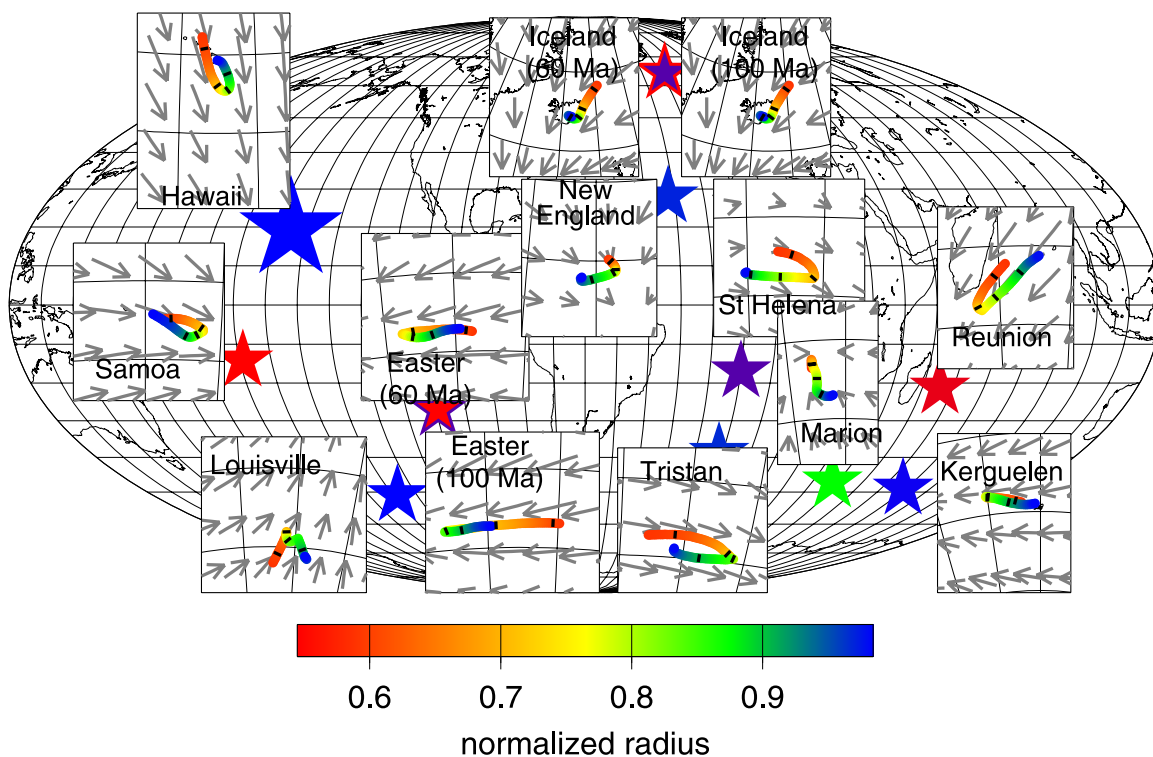 Iceland
(60 Ma)
Iceland
(100 Ma)
Hawaii
New
England
St Helena
Reunion
Samoa
Easter
(60 Ma)
Marion
Louisville
Easter
(100 Ma)
Tristan
Kerguelen
0.6
0.7
0.8
0.9
normalized radius